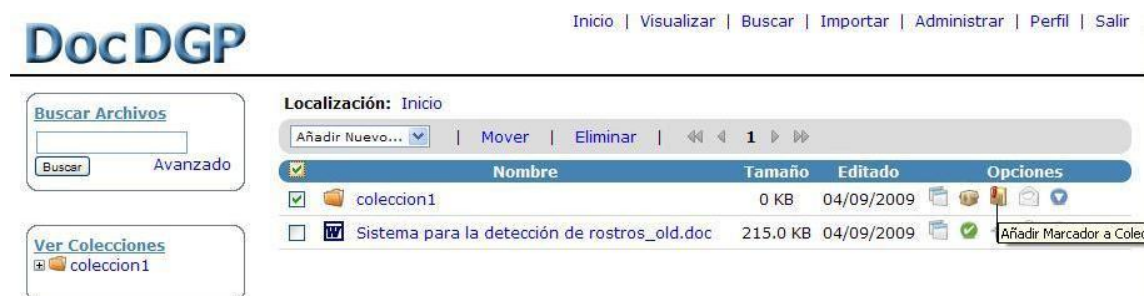 Inicio | Visualizar | Buscar | Importar | Administrar | Perfil | Salir
DocDGP
Buscar Archivos
Buscar Avanzado
Ver Colecciones
coleccion1
Localización: Inicio
Añadir Nuevo... | Mover | Eliminar | 1
Nombre Tamaño Editado Opciones
coleccion1 0 KB 04/09/2009
Sistema para la detección de rostros_old.doc 215.0 KB 04/09/2009
Añadir Marcador a Colec